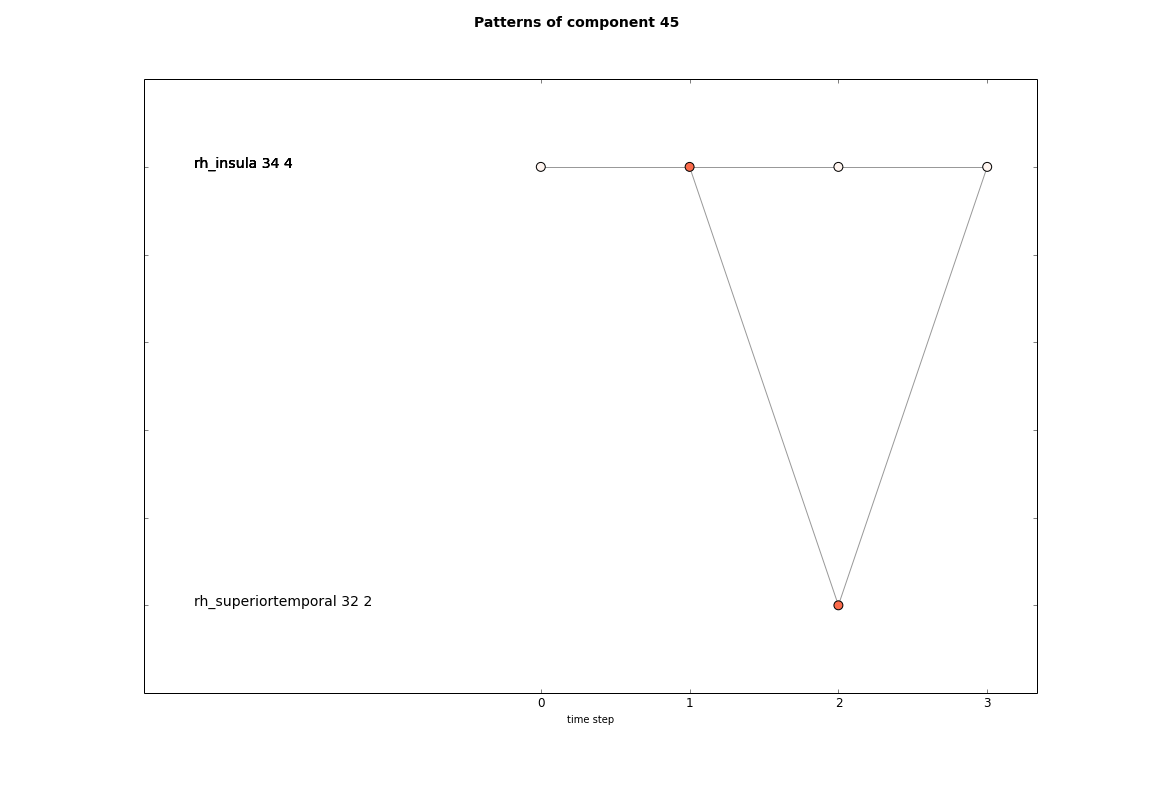 Patterns of component 45
rh_insula 34 4
rh_superiortemporal 32 2
0 1 2 3
time step